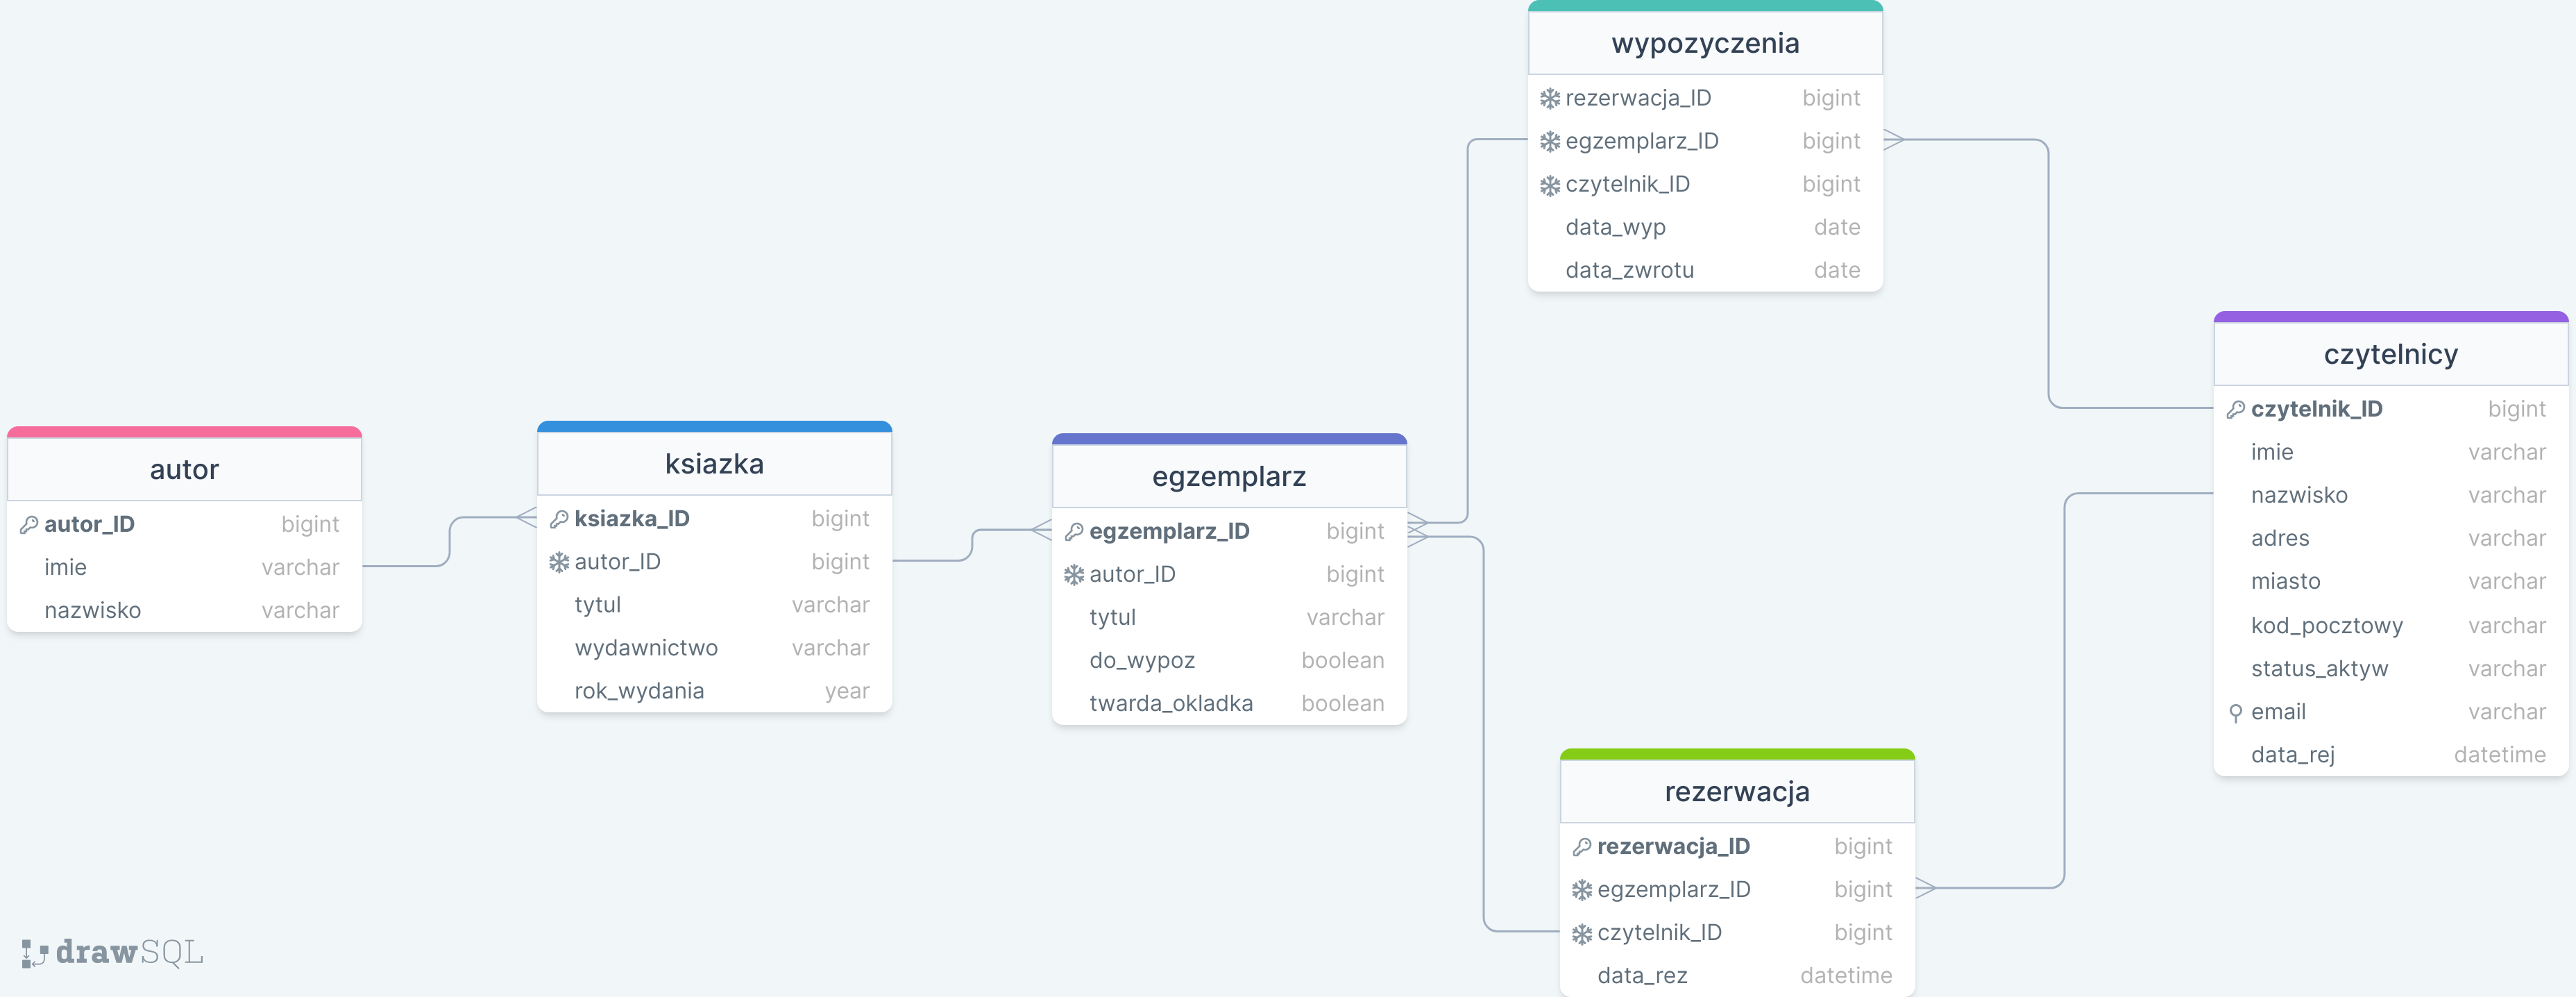 autor
autor_ID bigint
imie varchar
nazwisko varchar
ksiazka
ksiazka_ID bigint
autor_ID bigint
tytul varchar
wydawnictwo varchar
rok_wydania year
egzemplarz
egzemplarz_ID bigint
autor_ID bigint
tytul varchar
do_wypoz boolean
twarda_okladka boolean
wypozyczenia
rezerwacja_ID bigint
egzemplarz_ID bigint
czytelnik_ID bigint
data_wyp date
data_zwrotu date
rezerwacja
rezerwacja_ID bigint
egzemplarz_ID bigint
czytelnik_ID bigint
data_rez datetime
czytelnicy
czytelnik_ID bigint
imie varchar
nazwisko varchar
adres varchar
miasto varchar
kod_pocztowy varchar
status_aktyw varchar
email varchar
data_rej datetime
drawSQL